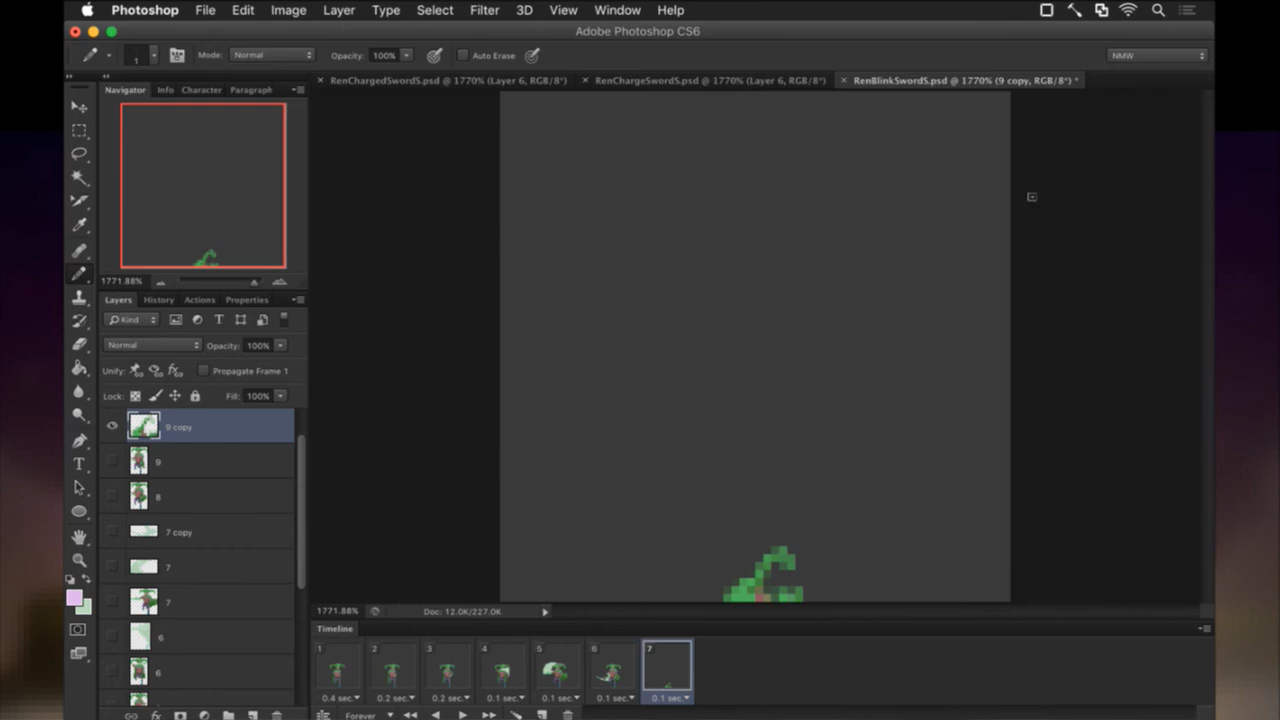 Photoshop File Edit Image Layer Type Select Filter 3D View Window Help
Adobe Photoshop CS6
1 Mode: Normal Opacity: 100% Auto Erase NMW
Navigator Info Character Paragraph
RenChargedSwordS.psd @ 1770% (Layer 6, RGB/8*) RenChargeSwordS.psd @ 1770% (Layer 6, RGB/8*) RenBlinkSwordS.psd @ 1770% (9 copy, RGB/8*) *
1771.88%
Layers History Actions Properties
Kind
Normal Opacity: 100%
Unify: Propagate Frame 1
Lock: Fill: 100%
9 copy
9
8
7 copy
7
7
6
6
1771.88% Doc: 12.0K/227.0K
Timeline
1 2 3 4 5 6 7
0.4 sec. 0.2 sec. 0.2 sec. 0.1 sec. 0.1 sec. 0.1 sec. 0.1 sec.
Forever